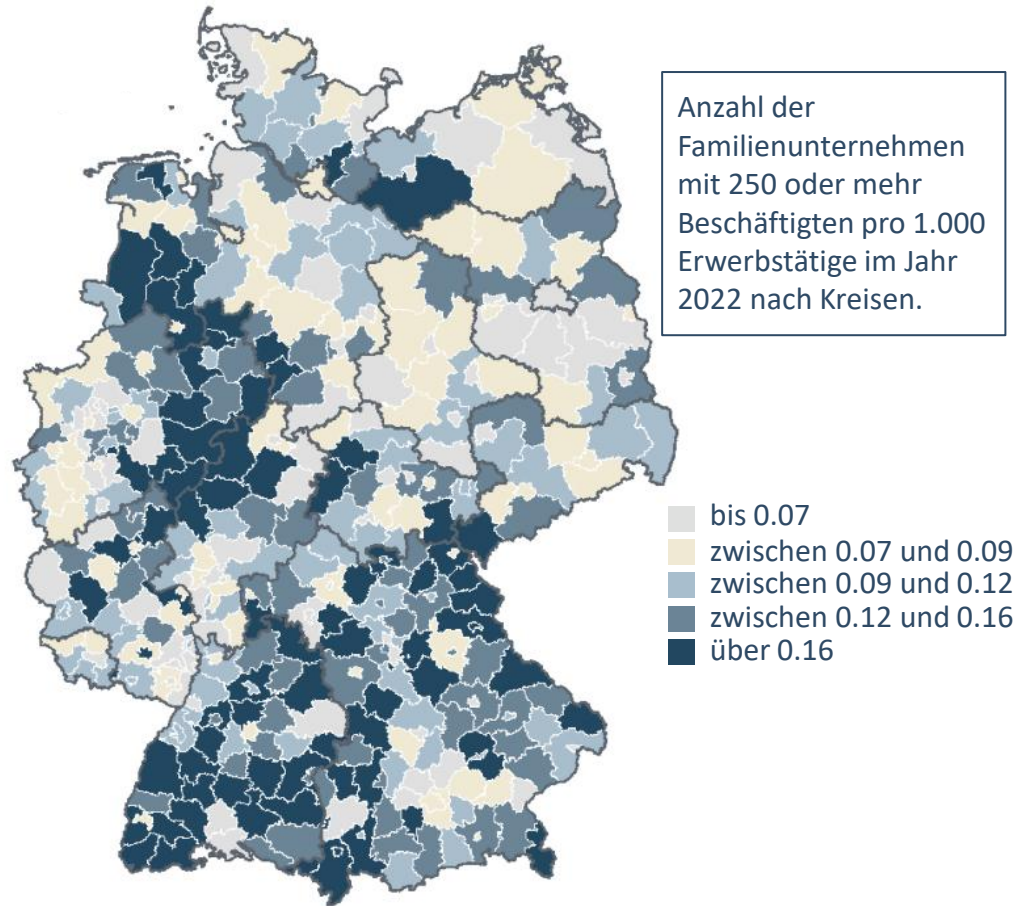 Anzahl der
Familienunternehmen
mit 250 oder mehr
Beschäftigten pro 1.000
Erwerbstätige im Jahr
2022 nach Kreisen.
bis 0.07
zwischen 0.07 und 0.09
zwischen 0.09 und 0.12
zwischen 0.12 und 0.16
über 0.16